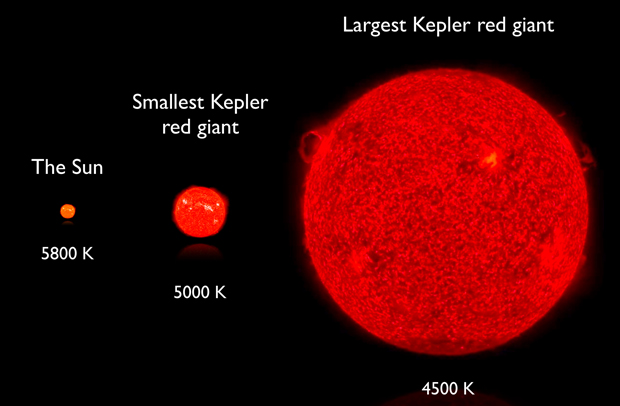 Largest Kepler red giant
Smallest Kepler
red giant
The Sun
5800 K
5000 K
4500 K